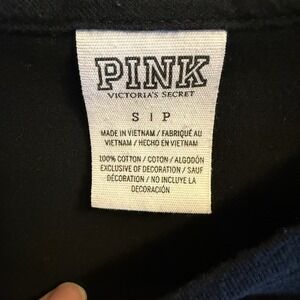 PINK
VICTORIA'S SECRET
S | P
MADE IN VIETNAM / FABRIQUÉ AU
VIETNAM / HECHO EN VIETNAM
100% COTTON / COTON / ALGODÓN
EXCLUSIVE OF DECORATION / SAUF
DÉCORATION / NO INCLUYE LA
DECORACIÓN